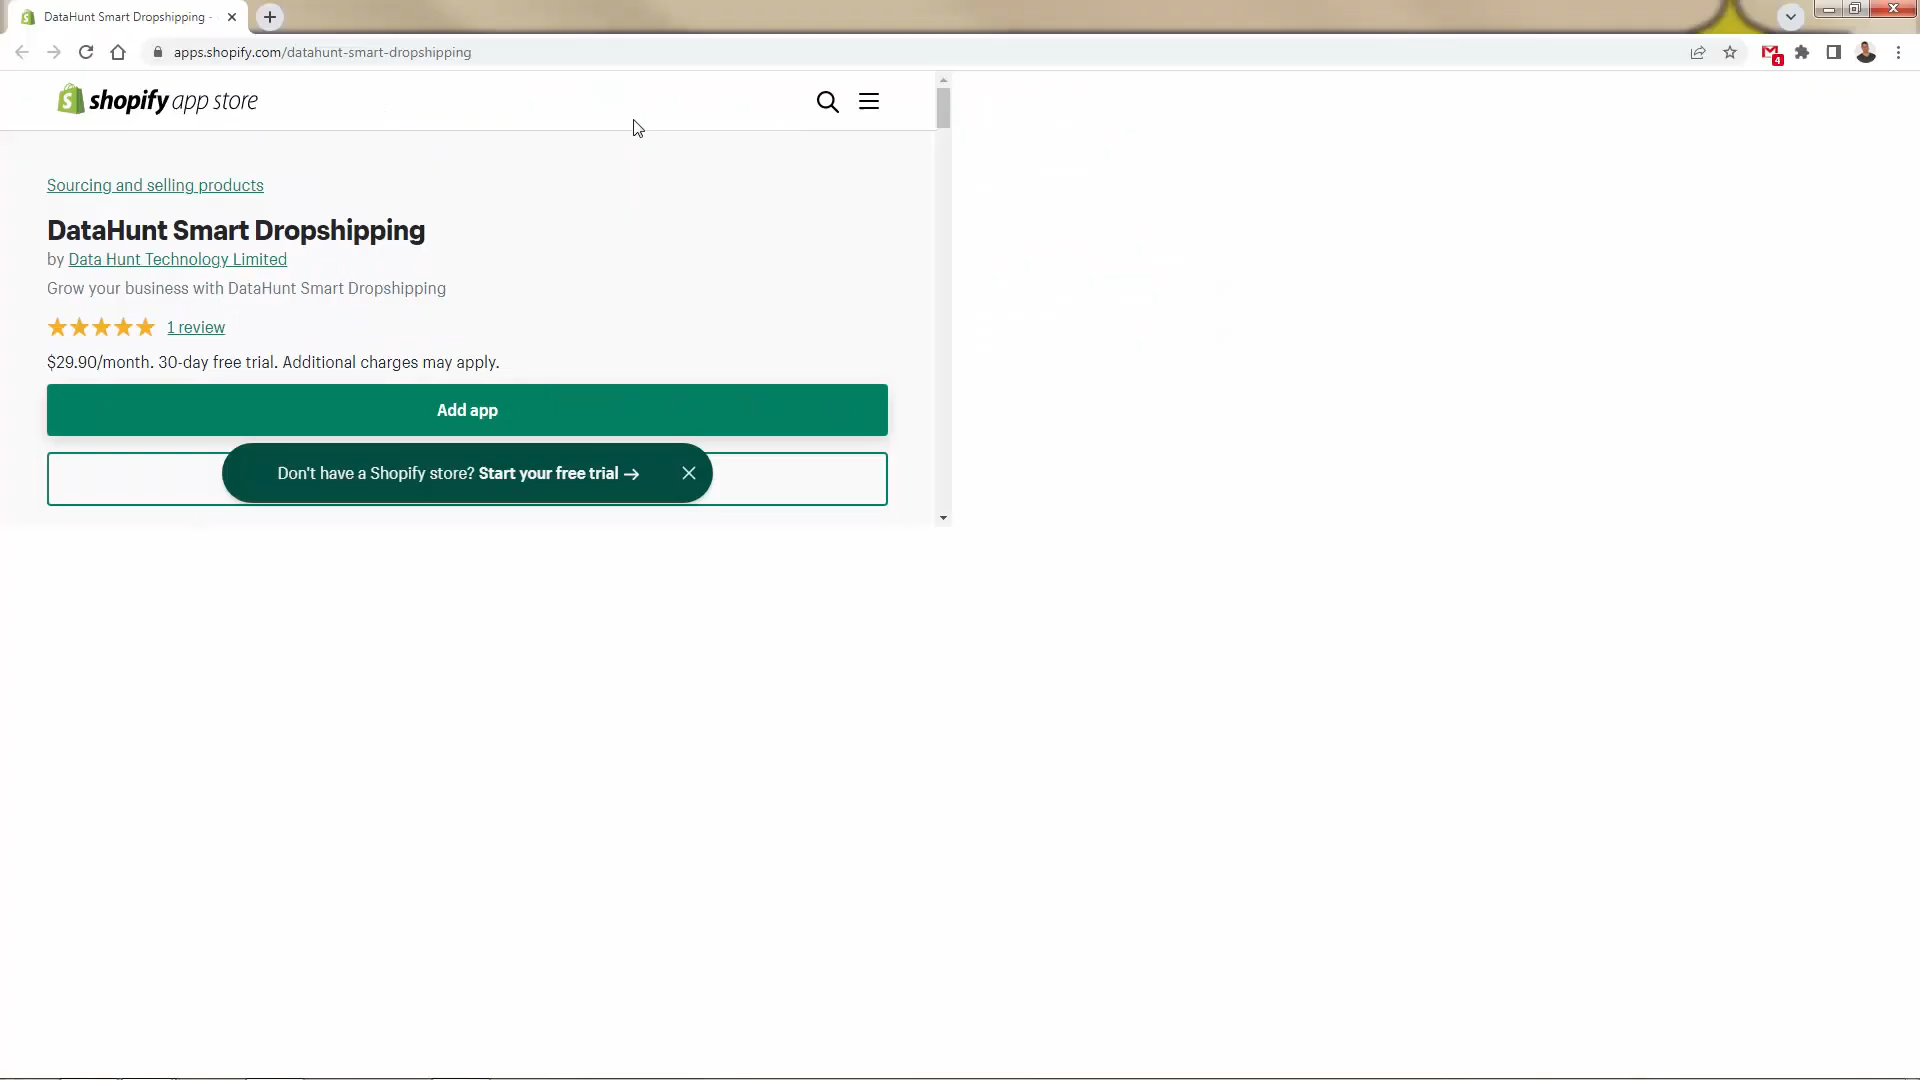 DataHunt Smart Dropshipping -
apps.shopify.com/datahunt-smart-dropshipping
4
shopify app store
Sourcing and selling products
DataHunt Smart Dropshipping
by Data Hunt Technology Limited
Grow your business with DataHunt Smart Dropshipping
1 review
$29.90/month. 30-day free trial. Additional charges may apply.
Add app
Don't have a Shopify store? Start your free trial →